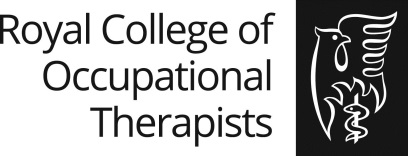 Royal College of
Occupational
Therapists